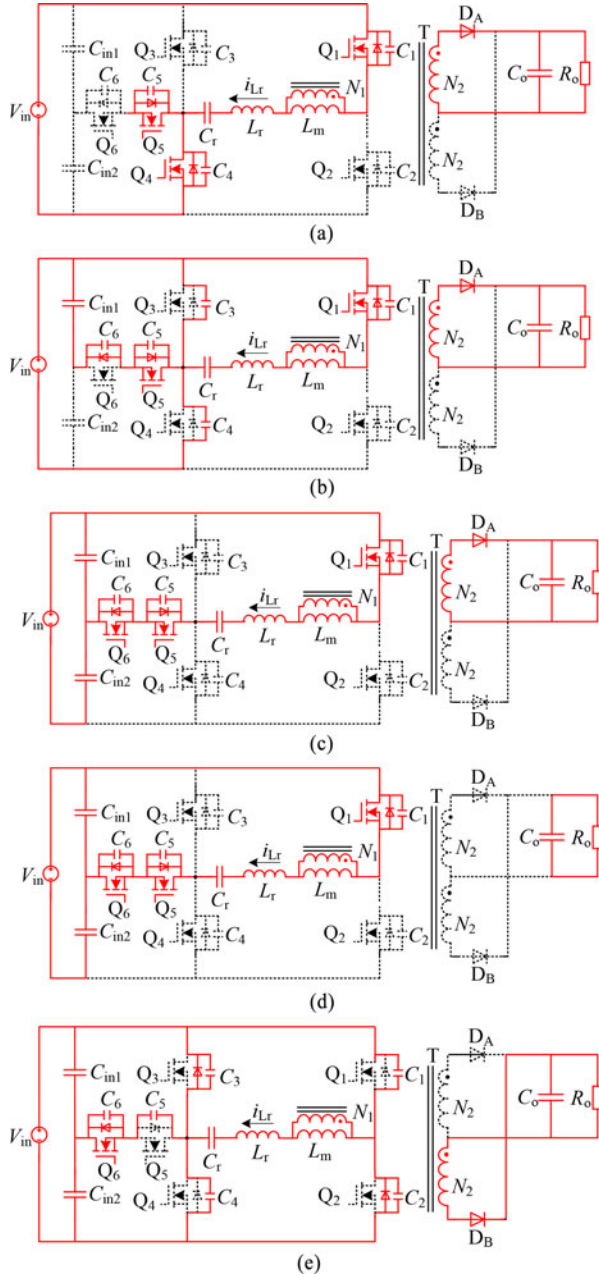 Q3 C3 Q1 C1 T DA
Cin1 C6 C5 iLr N1 N2 Co Ro
Vin Q6 Q5 Cr Lr Lm
Cin2 Q4 C4 Q2 C2 N2 DB
(a)
Q3 C3 Q1 C1 T DA
Cin1 C6 C5 iLr N1 N2 Co Ro
Vin Q6 Q5 Cr Lr Lm
Cin2 Q4 C4 Q2 C2 N2 DB
(b)
Q3 C3 Q1 C1 T DA
Cin1 C6 C5 iLr N1 N2 Co Ro
Vin Q6 Q5 Cr Lr Lm
Cin2 Q4 C4 Q2 C2 N2 DB
(c)
Q3 C3 Q1 C1 T DA
Cin1 C6 C5 iLr N1 N2 Co Ro
Vin Q6 Q5 Cr Lr Lm
Cin2 Q4 C4 Q2 C2 N2 DB
(d)
Q3 C3 Q1 C1 T DA
Cin1 C6 C5 iLr N1 N2 Co Ro
Vin Q6 Q5 Cr Lr Lm
Cin2 Q4 C4 Q2 C2 N2 DB
(e)